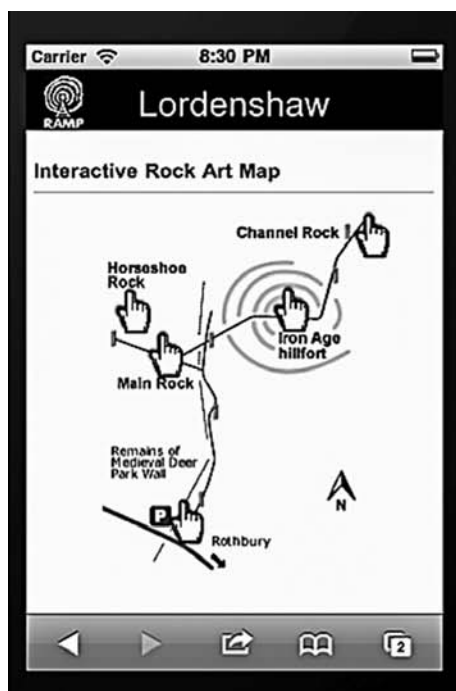 Carrier 8:30 PM
RAMP
Lordenshaw
Interactive Rock Art Map
Channel Rock
Horseshoe
Rock
Iron Age
hillfort
Main Rock
Remains of
Medieval Deer
Park Wall
P
N
Rothbury
2